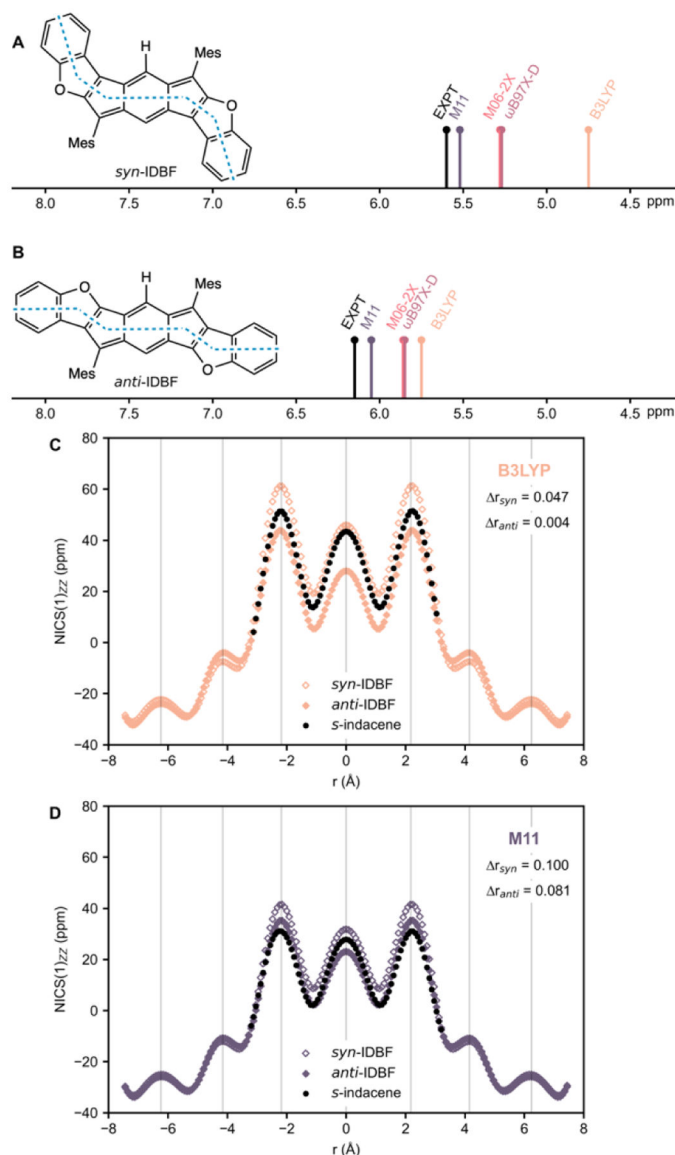 A
H
Mes
O
O
Mes
syn-IDBF
EXPT
M11
M06-2X
ωB97X-D
B3LYP
8.0 7.5 7.0 6.5 6.0 5.5 5.0 4.5 ppm
B
O
H
Mes
Mes
O
anti-IDBF
EXPT
M11
M06-2X
ωB97X-D
B3LYP
8.0 7.5 7.0 6.5 6.0 5.5 5.0 4.5 ppm
C
80
60
40
20
0
−20
−40
NICS(1)ZZ (ppm)
B3LYP
Δrsyn = 0.047
Δranti = 0.004
syn-IDBF
anti-IDBF
s-indacene
−8 −6 −4 −2 0 2 4 6 8
r (Å)
D
80
60
40
20
0
−20
−40
NICS(1)ZZ (ppm)
M11
Δrsyn = 0.100
Δranti = 0.081
syn-IDBF
anti-IDBF
s-indacene
−8 −6 −4 −2 0 2 4 6 8
r (Å)